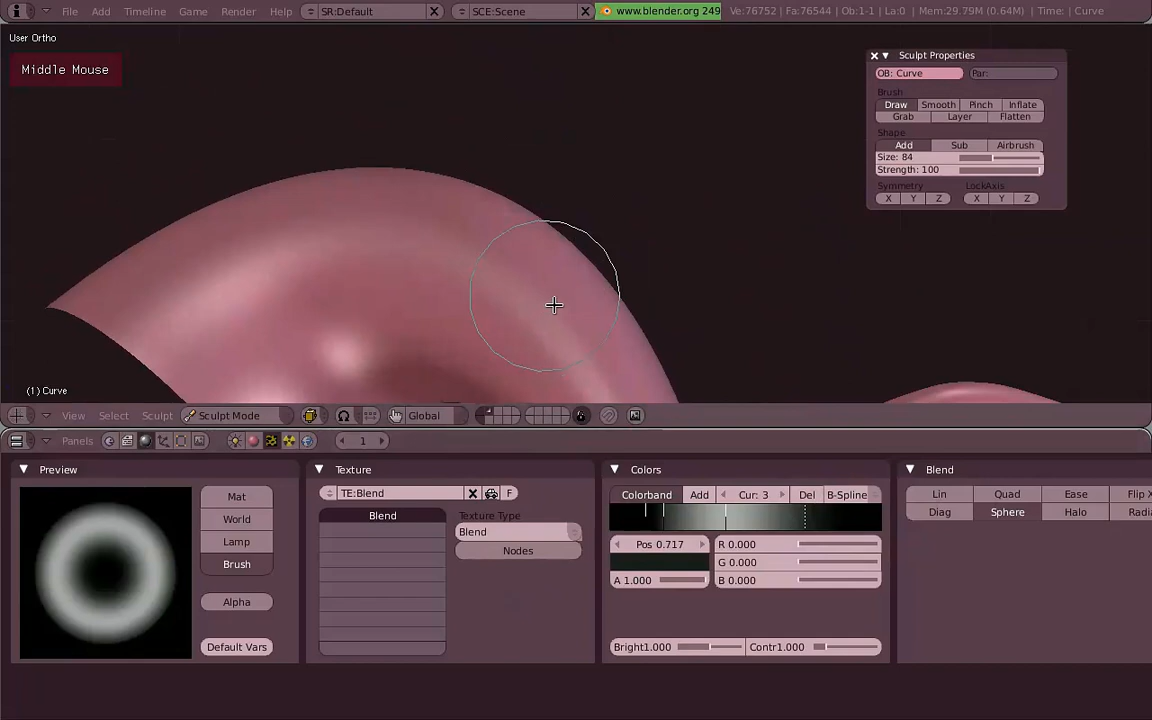 File Add Timeline Game Render Help SR:Default SCE:Scene www.blender.org 249 Ve:76752 | Fa:76544 | Ob:1-1 | La:0 | Mem:29.79M (0.64M) | Time: | Curve
User Ortho
Middle Mouse
Sculpt Properties
OB: Curve Par:
Brush
Draw Smooth Pinch Inflate
Grab Layer Flatten
Shape
Add Sub Airbrush
Size: 84
Strength: 100
Symmetry LockAxis
X Y Z X Y Z
(1) Curve
View Select Sculpt Sculpt Mode Global
Panels 1
Preview Texture Colors Blend
Mat
World
Lamp
Brush
Alpha
Default Vars
TE:Blend F
Blend
Texture Type
Blend
Nodes
Colorband Add Cur: 3 Del B-Spline
Pos 0.717 R 0.000
G 0.000
A 1.000 B 0.000
Bright1.000 Contr1.000
Lin Quad Ease Flip X
Diag Sphere Halo Radia